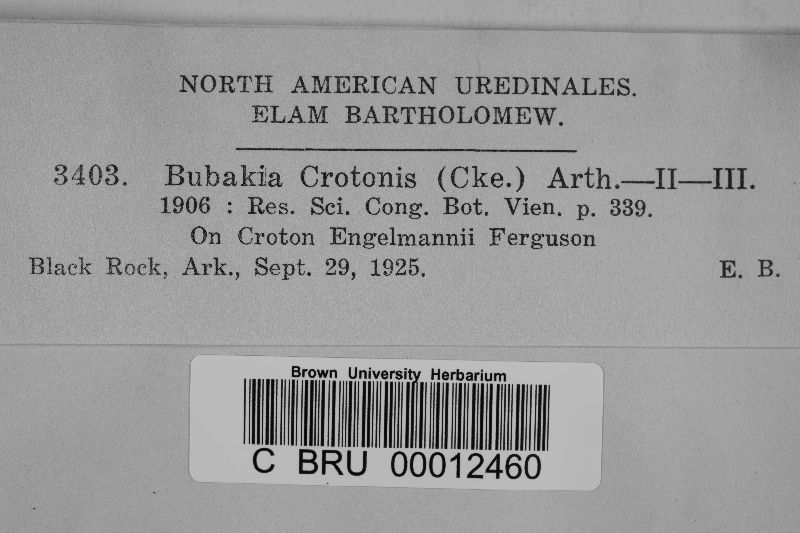 NORTH AMERICAN UREDINALES.
ELAM BARTHOLOMEW.
3403. Bubakia Crotonis (Cke.) Arth.—II—III.
1906 : Res. Sci. Cong. Bot. Vien. p. 339.
On Croton Engelmannii Ferguson
Black Rock, Ark., Sept. 29, 1925. E. B.
Brown University Herbarium
C BRU 00012460